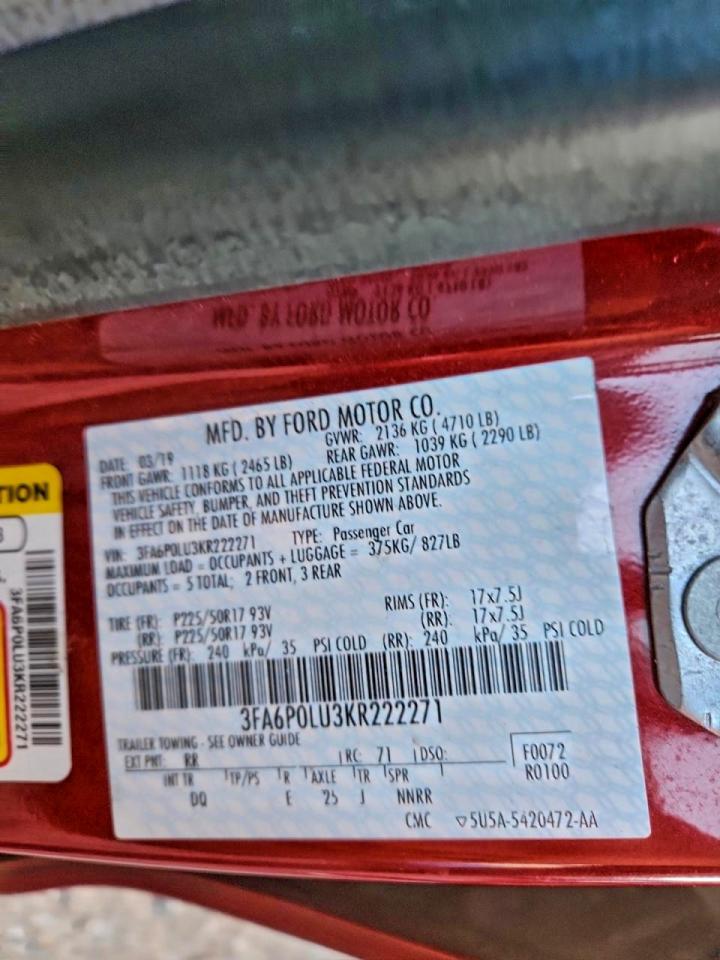 MFD. BY FORD MOTOR CO.
DATE: 03/19 GVWR: 2136 KG ( 4710 LB)
FRONT GAWR: 1118 KG ( 2465 LB) REAR GAWR: 1039 KG ( 2290 LB)
THIS VEHICLE CONFORMS TO ALL APPLICABLE FEDERAL MOTOR
VEHICLE SAFETY, BUMPER, AND THEFT PREVENTION STANDARDS
IN EFFECT ON THE DATE OF MANUFACTURE SHOWN ABOVE.
VIN: 3FA6P0LU3KR222271 TYPE: Passenger Car
MAXIMUM LOAD = OCCUPANTS + LUGGAGE = 375KG/ 827LB
OCCUPANTS = 5 TOTAL; 2 FRONT, 3 REAR
TIRE (FR): P225/50R17 93V RIMS (FR): 17x7.5J
(RR): P225/50R17 93V (RR): 17x7.5J
PRESSURE (FR): 240 kPa/ 35 PSI COLD (RR): 240 kPa/ 35 PSI COLD
3FA6P0LU3KR222271
TRAILER TOWING - SEE OWNER GUIDE
EXT PNT: RR RC: 71 DSO: F0072
INT TR TP/PS R AXLE TR SPR R0100
DQ E 25 J NNRR
CMC ▽5U5A-5420472-AA
TION
3FA6P0LU3KR222271